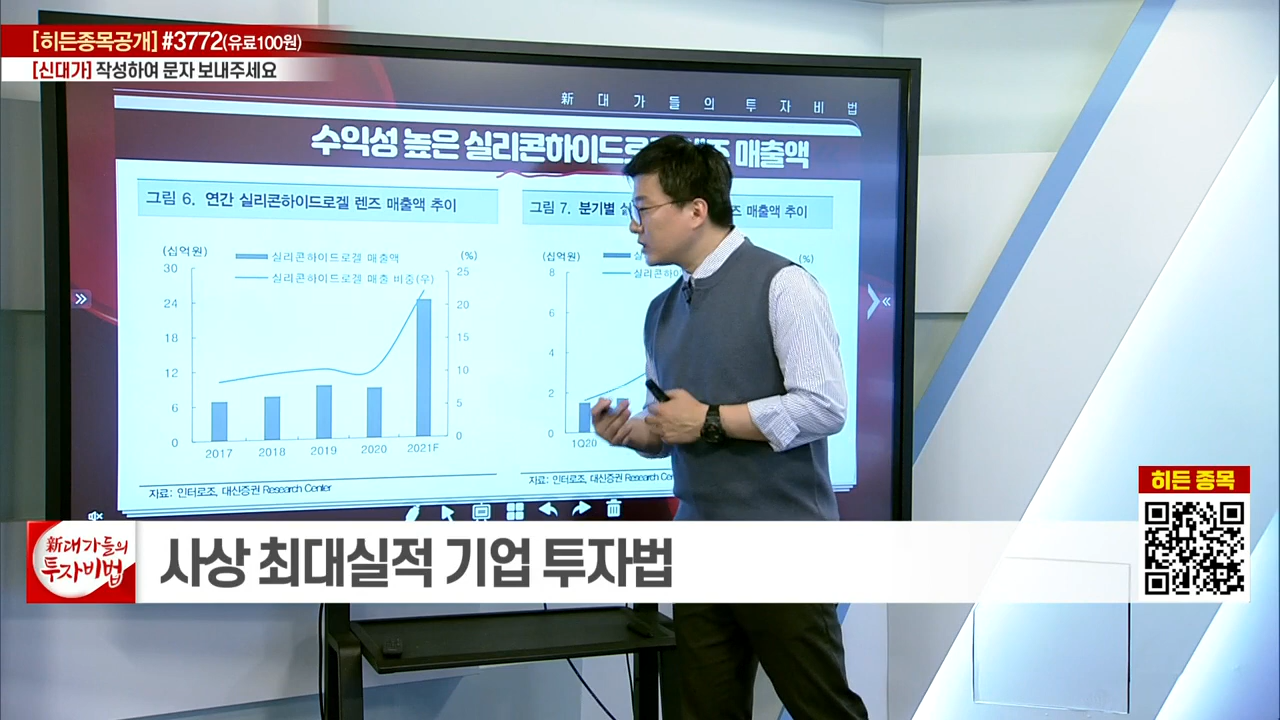 [히든종목공개] #3772(유료100원)
[신대가] 작성하여 문자 보내주세요
新 대 가 들 의 투 자 비 법
수익성 높은 실리콘하이드로 매출액
그림 6. 연간 실리콘하이드로겔 렌즈 매출액 추이
(십억원)
실리콘하이드로겔 매출액
실리콘하이드로겔 매출 비중(우)
(%)
30
24
18
12
6
0
25
20
15
10
5
0
2017 2018 2019 2020 2021F
자료: 인터로조, 대신증권 Research Center
그림 7. 분기별 매출액 추이
(십억원)
실리콘하이
(%)
8
6
4
2
0
1Q20
자료: 인터로조, 대신증권 Research
히든 종목
新대가들의
투자비법
사상 최대실적 기업 투자법